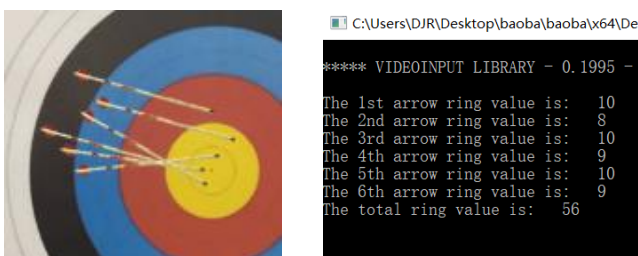 C:\Users\DJR\Desktop\baoba\baoba\x64\De
***** VIDEOINPUT LIBRARY - 0.1995 -
The 1st arrow ring value is: 10
The 2nd arrow ring value is: 8
The 3rd arrow ring value is: 10
The 4th arrow ring value is: 9
The 5th arrow ring value is: 10
The 6th arrow ring value is: 9
The total ring value is: 56